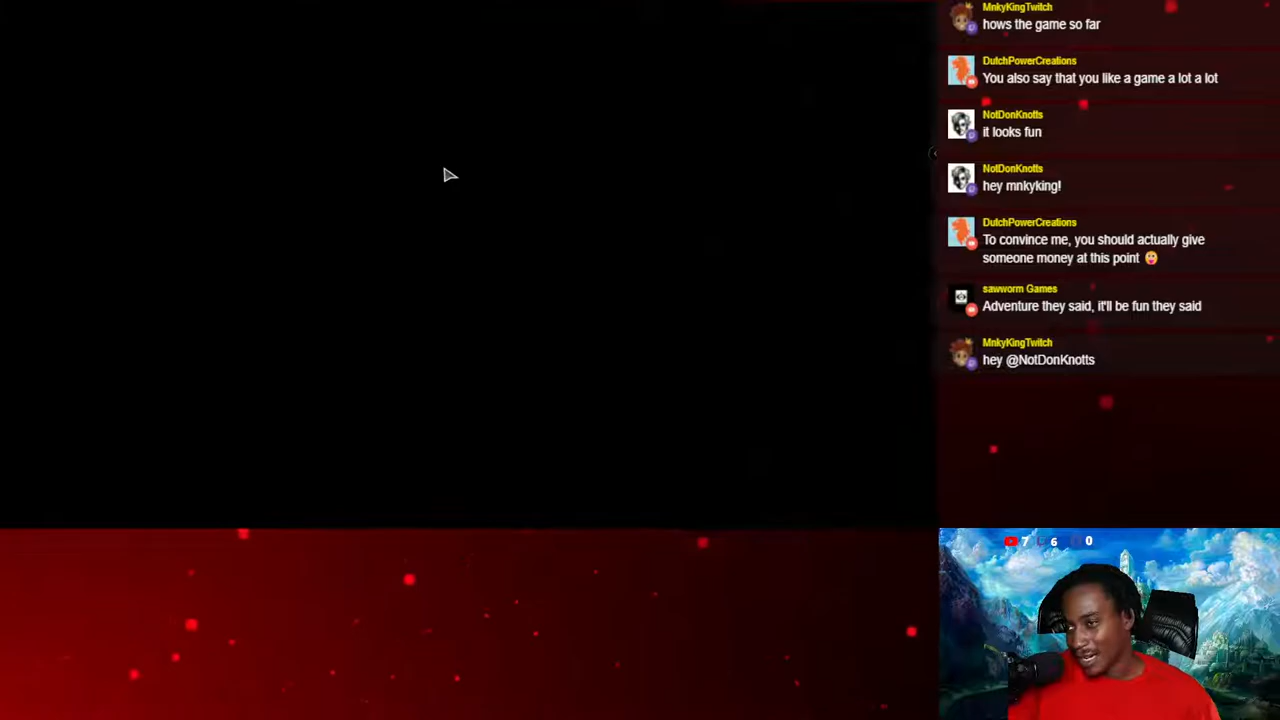 MnkyKingTwitch
hows the game so far
DutchPowerCreations
You also say that you like a game a lot a lot
NotDonKnotts
it looks fun
NotDonKnotts
hey mnkyking!
DutchPowerCreations
To convince me, you should actually give
someone money at this point 😛
sawworm Games
Adventure they said, it'll be fun they said
MnkyKingTwitch
hey @NotDonKnotts
7 6 0